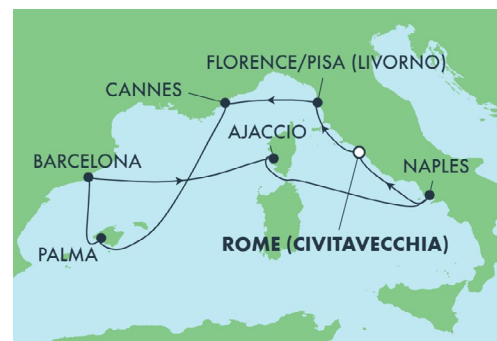 FLORENCE/PISA (LIVORNO)
CANNES
AJACCIO
BARCELONA
NAPLES
PALMA
ROME (CIVITAVECCHIA)